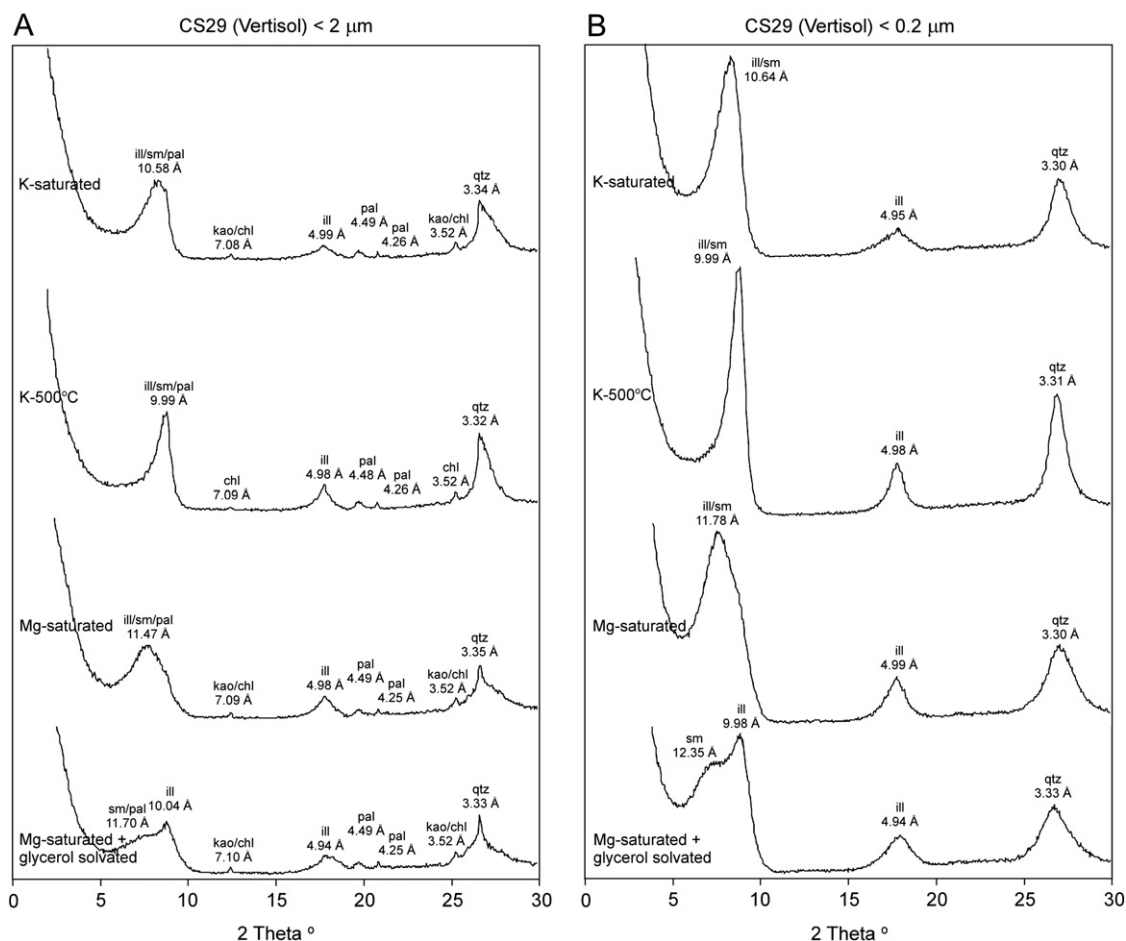 A
CS29 (Vertisol) < 2 μm
K-saturated
ill/sm/pal
10.58 Å
kao/chl
7.08 Å
ill
4.99 Å
pal
4.49 Å
pal
4.26 Å
kao/chl
3.52 Å
qtz
3.34 Å
K-500°C
ill/sm/pal
9.99 Å
chl
7.09 Å
ill
4.98 Å
pal
4.48 Å
pal
4.26 Å
chl
3.52 Å
qtz
3.32 Å
Mg-saturated
ill/sm/pal
11.47 Å
kao/chl
7.09 Å
ill
4.98 Å
pal
4.49 Å
pal
4.25 Å
kao/chl
3.52 Å
qtz
3.35 Å
Mg-saturated +
glycerol solvated
sm/pal
11.70 Å
ill
10.04 Å
kao/chl
7.10 Å
ill
4.94 Å
pal
4.49 Å
pal
4.25 Å
kao/chl
3.52 Å
qtz
3.33 Å
0 5 10 15 20 25 30
2 Theta °
B
CS29 (Vertisol) < 0.2 μm
K-saturated
ill/sm
10.64 Å
ill
4.95 Å
qtz
3.30 Å
K-500°C
ill/sm
9.99 Å
ill
4.98 Å
qtz
3.31 Å
Mg-saturated
ill/sm
11.78 Å
ill
4.99 Å
qtz
3.30 Å
Mg-saturated +
glycerol solvated
sm
12.35 Å
ill
9.98 Å
ill
4.94 Å
qtz
3.33 Å
0 5 10 15 20 25 30
2 Theta °